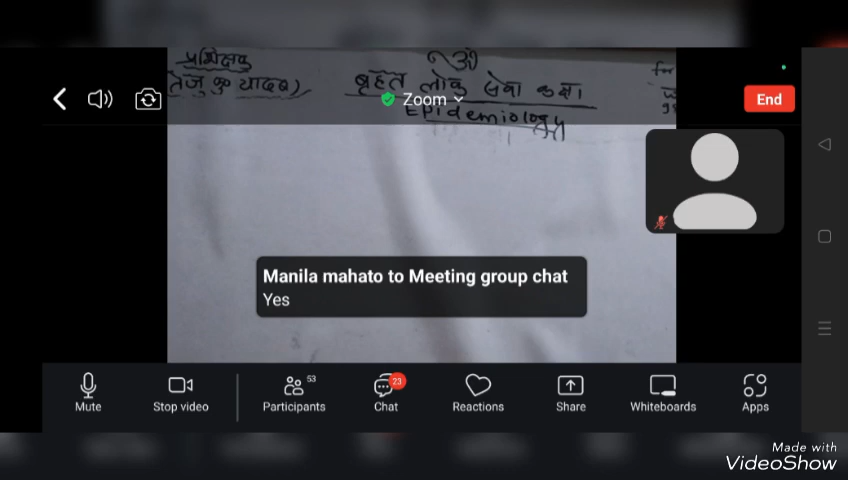 प्रशिक्षक
तेजु कु यादव)
ॐ
बृहत लोक सेवा कक्षा
Epidemiology
for
Zoom
End
Manila mahato to Meeting group chat
Yes
53
23
Mute
Stop video
Participants
Chat
Reactions
Share
Whiteboards
Apps
Made with
VideoShow